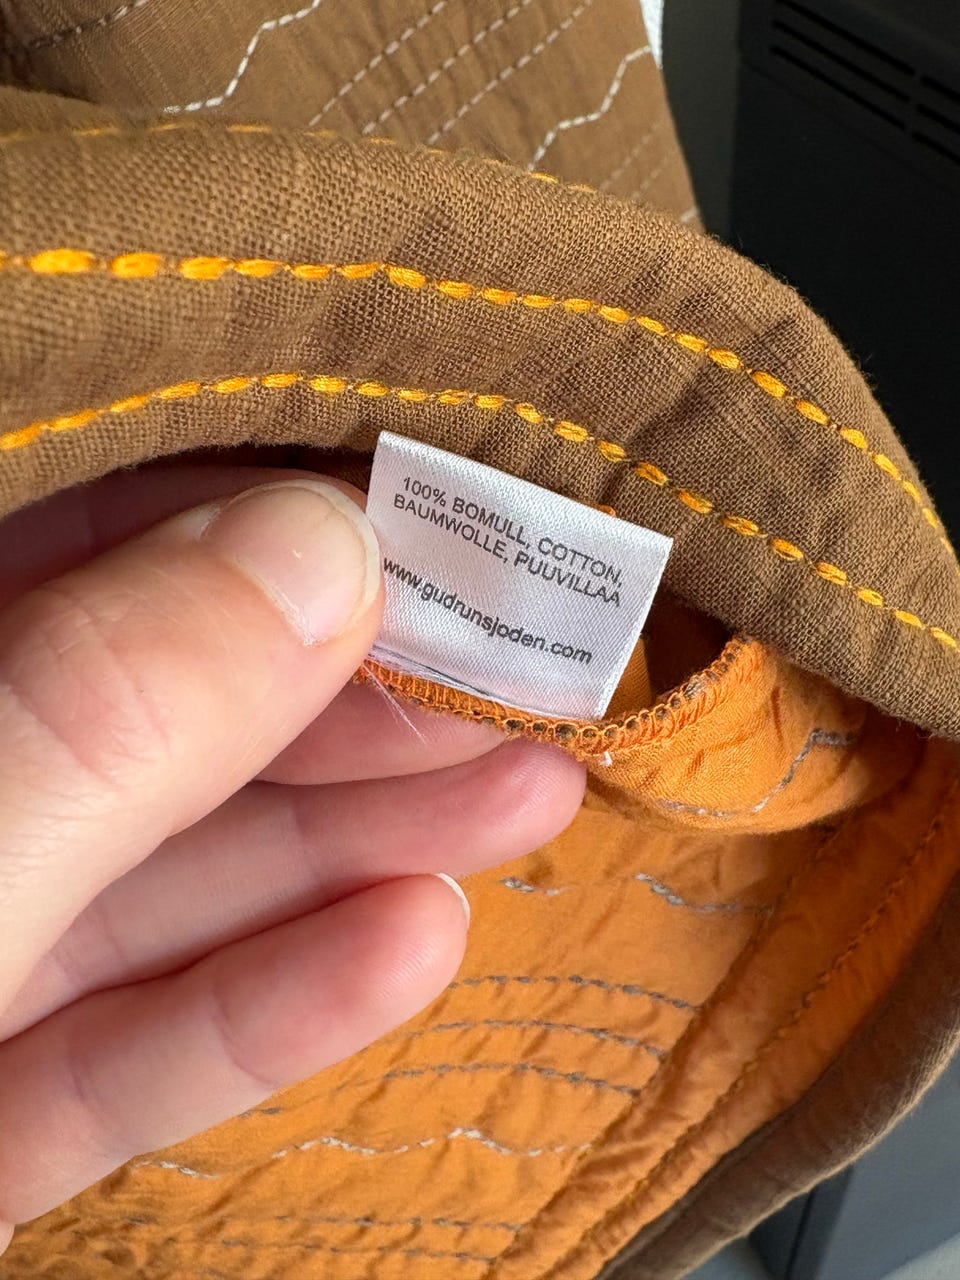 100% BOMULL, COTTON,
BAUMWOLLE, PUUVILLAA
www.gudrunsjoden.com